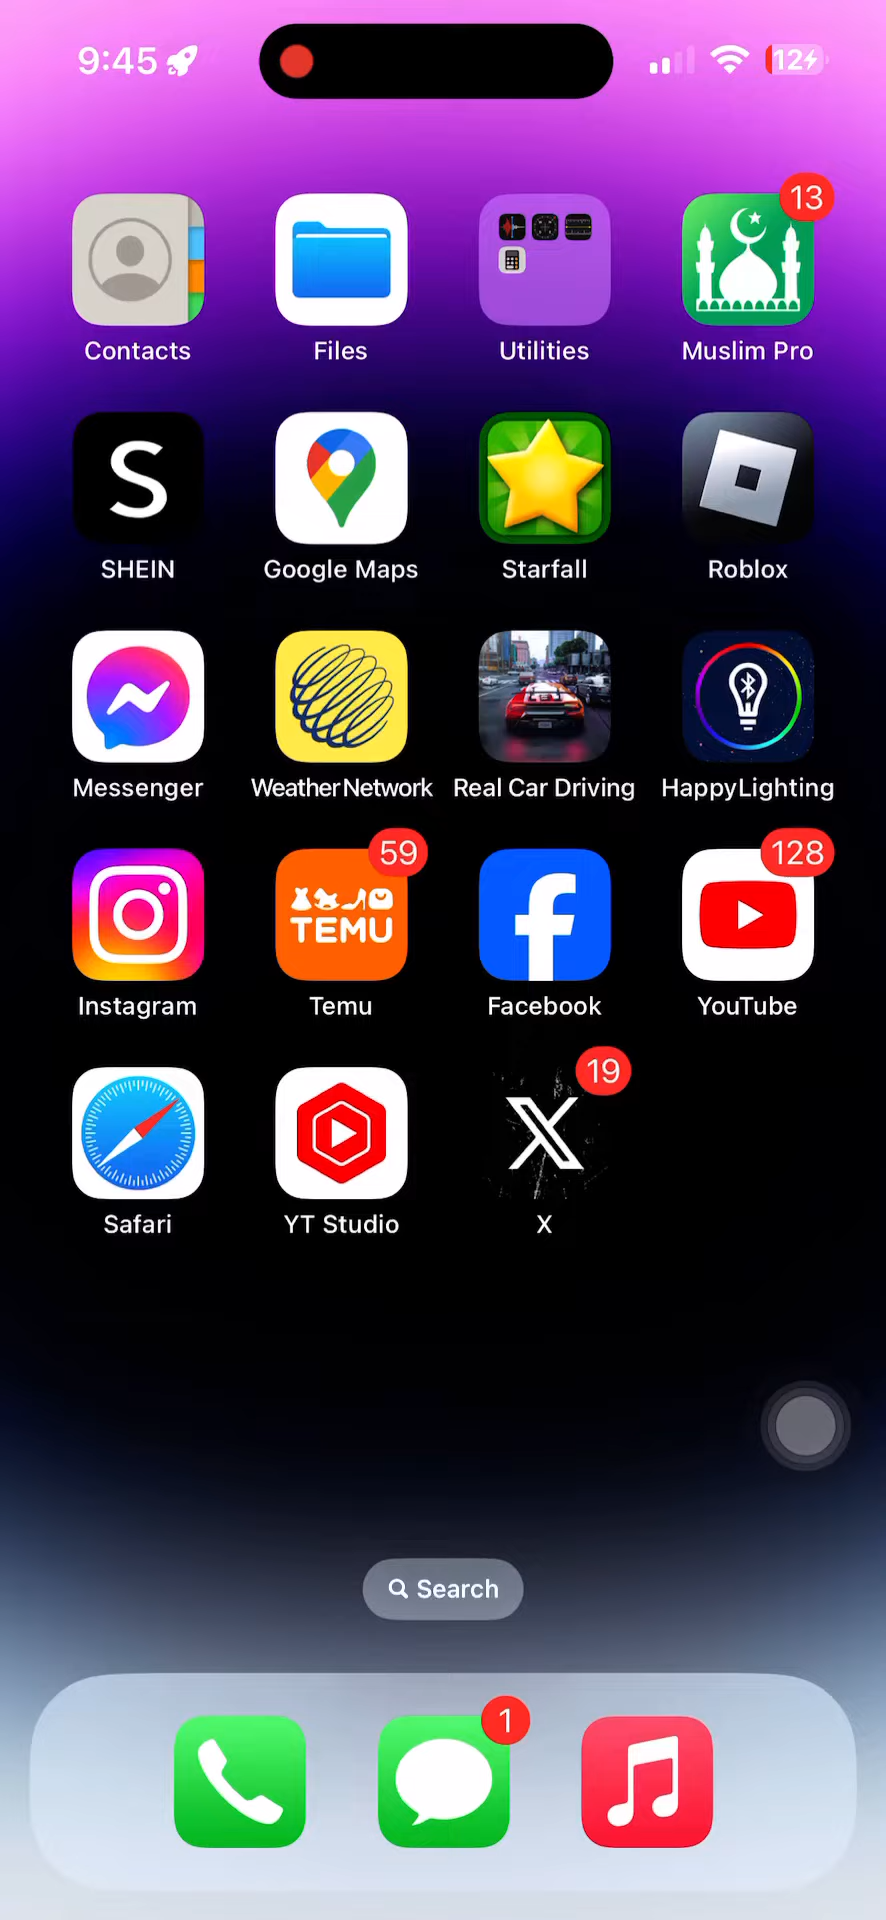 9:45
12
13
Contacts
Files
Utilities
Muslim Pro
S
SHEIN
Google Maps
Starfall
Roblox
Messenger
Weather Network
Real Car Driving
HappyLighting
59
128
TEMU
Instagram
Temu
Facebook
YouTube
19
Safari
YT Studio
X
Search
1